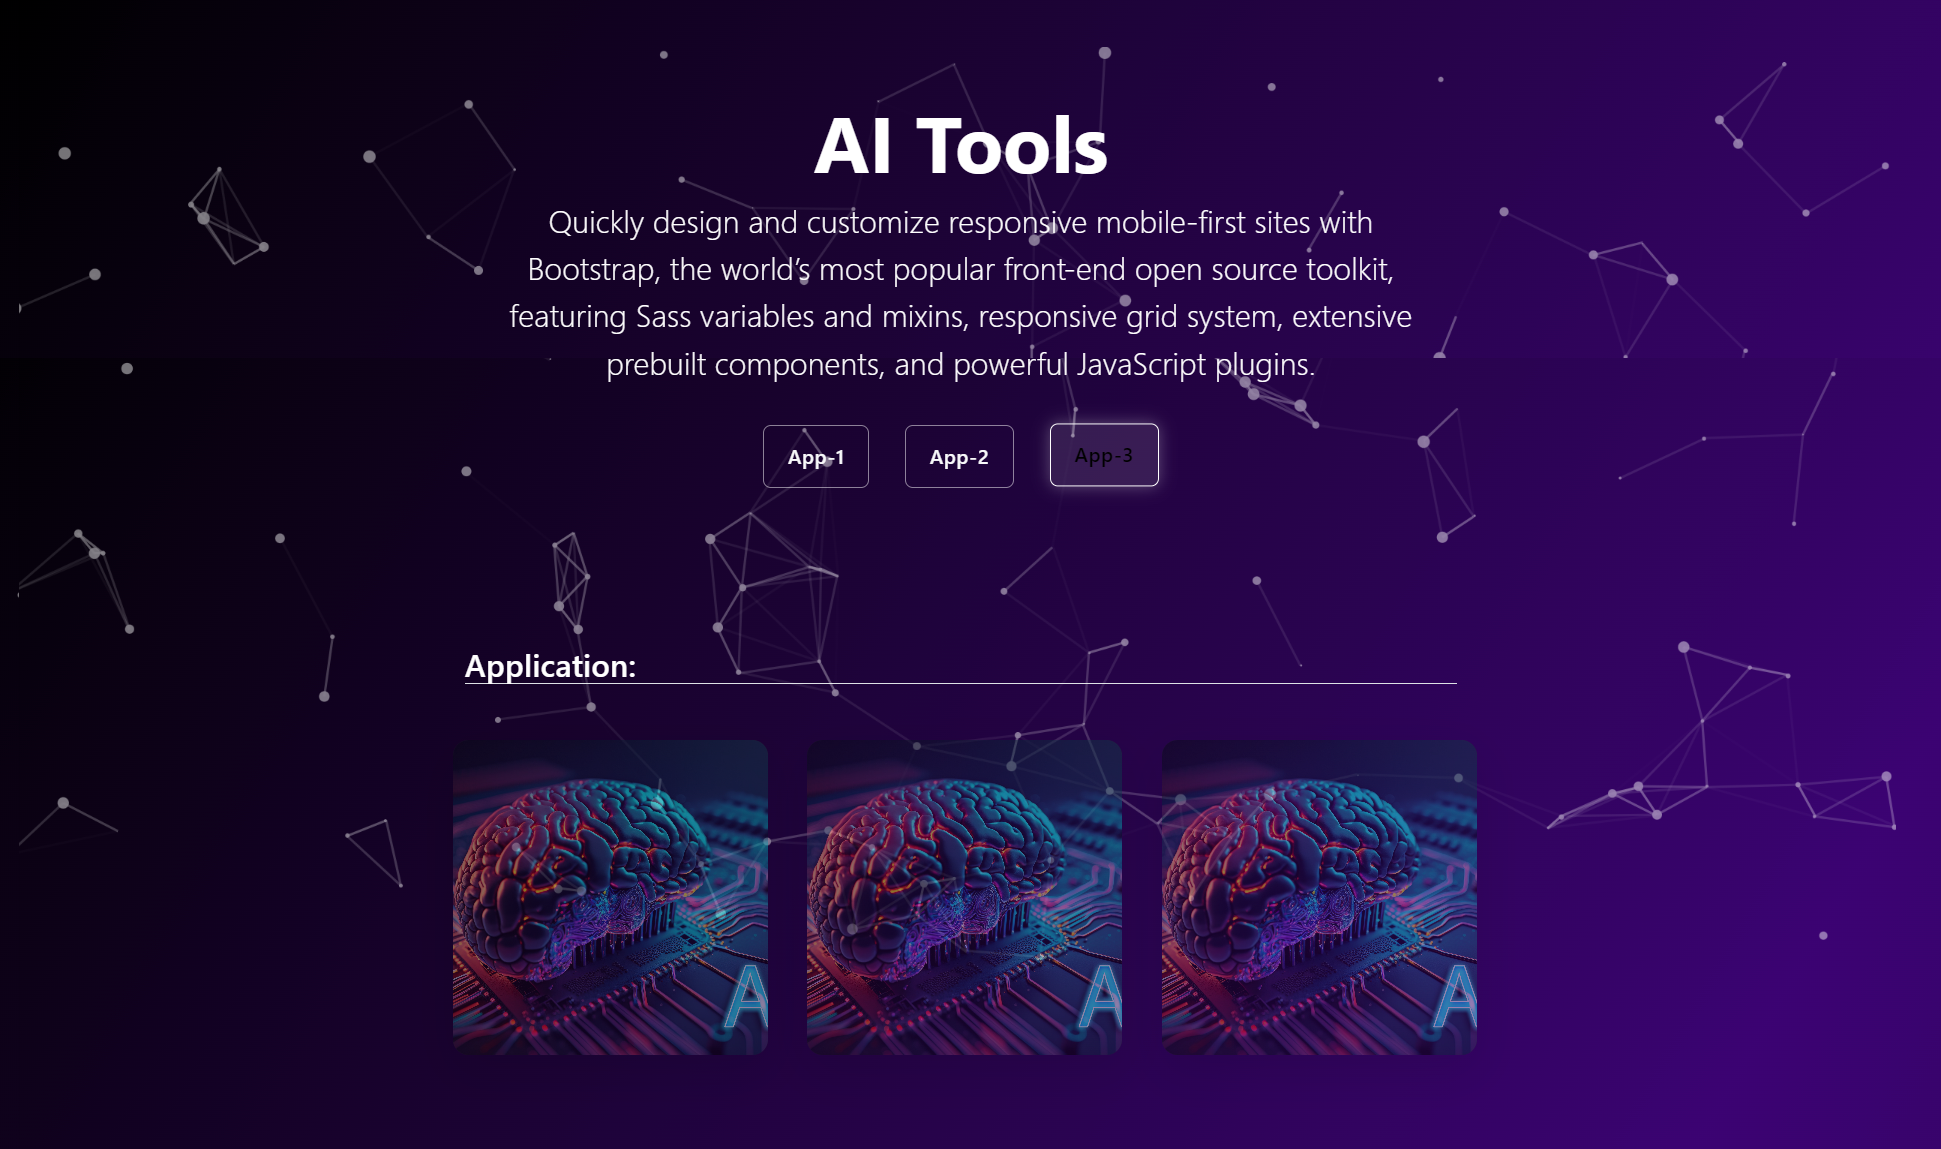 AI Tools
Quickly design and customize responsive mobile-first sites with
Bootstrap, the world’s most popular front-end open source toolkit,
featuring Sass variables and mixins, responsive grid system, extensive
prebuilt components, and powerful JavaScript plugins.
App-1 App-2 App-3
Application:
A A A